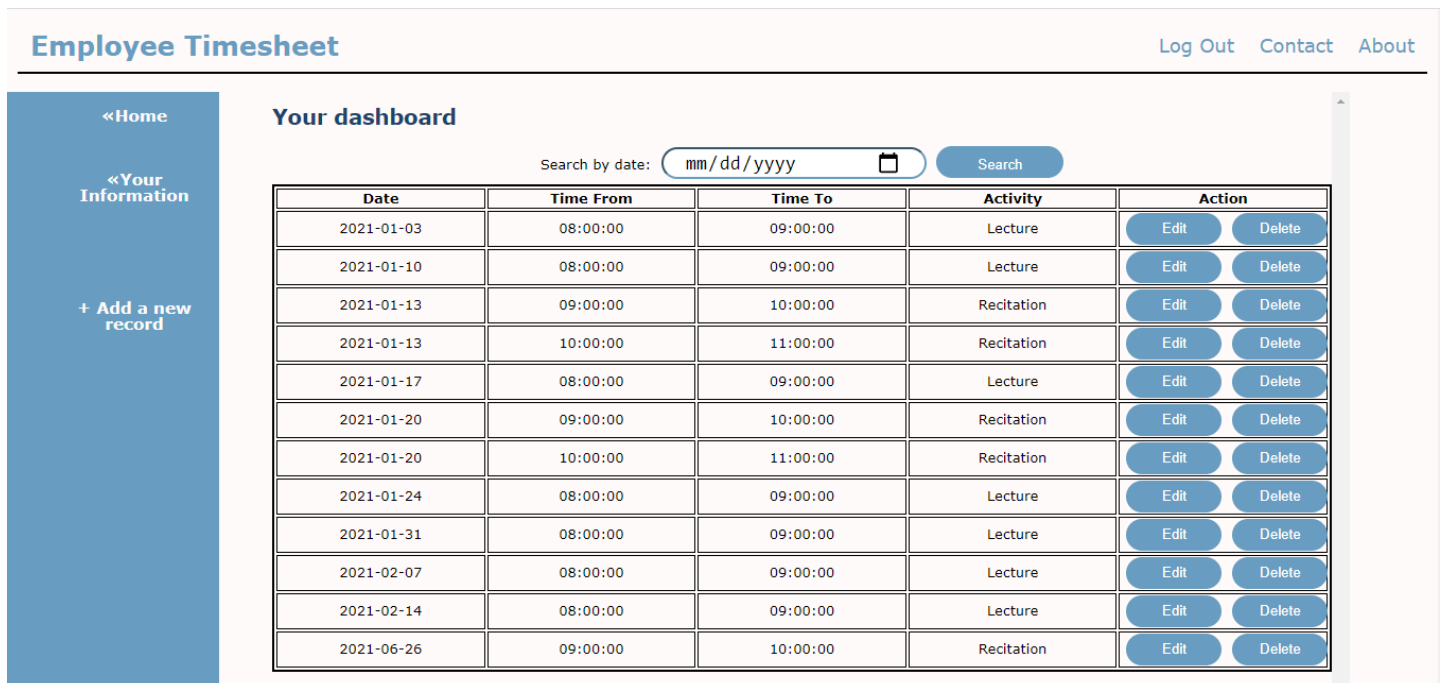 Employee Timesheet Log Out Contact About
«Home
«Your
Information
+ Add a new
record
Your dashboard
Search by date: mm/dd/yyyy Search
Date Time From Time To Activity Action
2021-01-03 08:00:00 09:00:00 Lecture Edit Delete
2021-01-10 08:00:00 09:00:00 Lecture Edit Delete
2021-01-13 09:00:00 10:00:00 Recitation Edit Delete
2021-01-13 10:00:00 11:00:00 Recitation Edit Delete
2021-01-17 08:00:00 09:00:00 Lecture Edit Delete
2021-01-20 09:00:00 10:00:00 Recitation Edit Delete
2021-01-20 10:00:00 11:00:00 Recitation Edit Delete
2021-01-24 08:00:00 09:00:00 Lecture Edit Delete
2021-01-31 08:00:00 09:00:00 Lecture Edit Delete
2021-02-07 08:00:00 09:00:00 Lecture Edit Delete
2021-02-14 08:00:00 09:00:00 Lecture Edit Delete
2021-06-26 09:00:00 10:00:00 Recitation Edit Delete